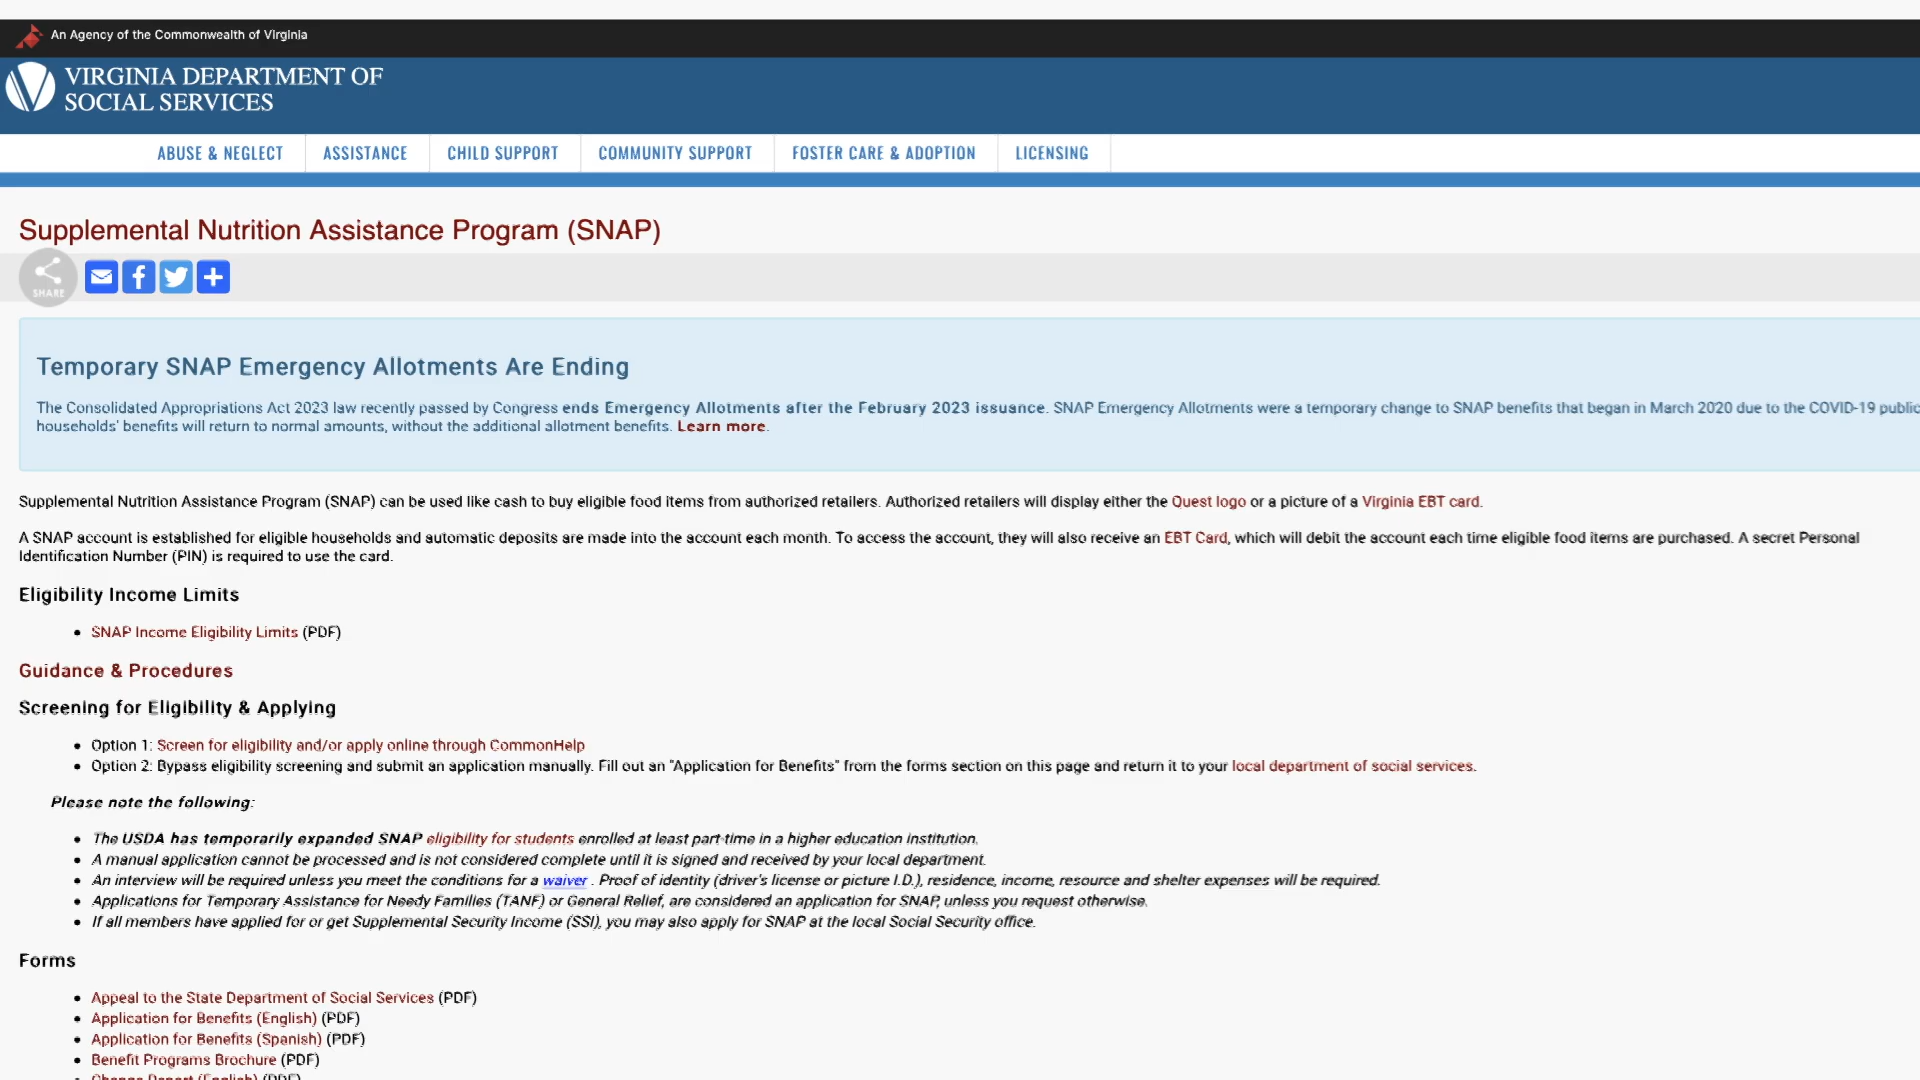 An Agency of the Commonwealth of Virginia
VIRGINIA DEPARTMENT OF
SOCIAL SERVICES
ABUSE & NEGLECT
ASSISTANCE
CHILD SUPPORT
COMMUNITY SUPPORT
FOSTER CARE & ADOPTION
LICENSING
Supplemental Nutrition Assistance Program (SNAP)
SHARE
Temporary SNAP Emergency Allotments Are Ending
The Consolidated Appropriations Act 2023 law recently passed by Congress ends Emergency Allotments after the February 2023 issuance. SNAP Emergency Allotments were a temporary change to SNAP benefits that began in March 2020 due to the COVID-19 public
households' benefits will return to normal amounts, without the additional allotment benefits. Learn more.
Supplemental Nutrition Assistance Program (SNAP) can be used like cash to buy eligible food items from authorized retailers. Authorized retailers will display either the Quest logo or a picture of a Virginia EBT card.
A SNAP account is established for eligible households and automatic deposits are made into the account each month. To access the account, they will also receive an EBT Card, which will debit the account each time eligible food items are purchased. A secret Personal
Identification Number (PIN) is required to use the card.
Eligibility Income Limits
• SNAP Income Eligibility Limits (PDF)
Guidance & Procedures
Screening for Eligibility & Applying
• Option 1: Screen for eligibility and/or apply online through CommonHelp
• Option 2: Bypass eligibility screening and submit an application manually. Fill out an "Application for Benefits" from the forms section on this page and return it to your local department of social services.
Please note the following:
• The USDA has temporarily expanded SNAP eligibility for students enrolled at least part-time in a higher education institution.
• A manual application cannot be processed and is not considered complete until it is signed and received by your local department.
• An interview will be required unless you meet the conditions for a waiver . Proof of identity (driver's license or picture I.D.), residence, income, resource and shelter expenses will be required.
• Applications for Temporary Assistance for Needy Families (TANF) or General Relief, are considered an application for SNAP, unless you request otherwise.
• If all members have applied for or get Supplemental Security Income (SSI), you may also apply for SNAP at the local Social Security office.
Forms
• Appeal to the State Department of Social Services (PDF)
• Application for Benefits (English) (PDF)
• Application for Benefits (Spanish) (PDF)
• Benefit Programs Brochure (PDF)
• Change Report (English) (PDF)